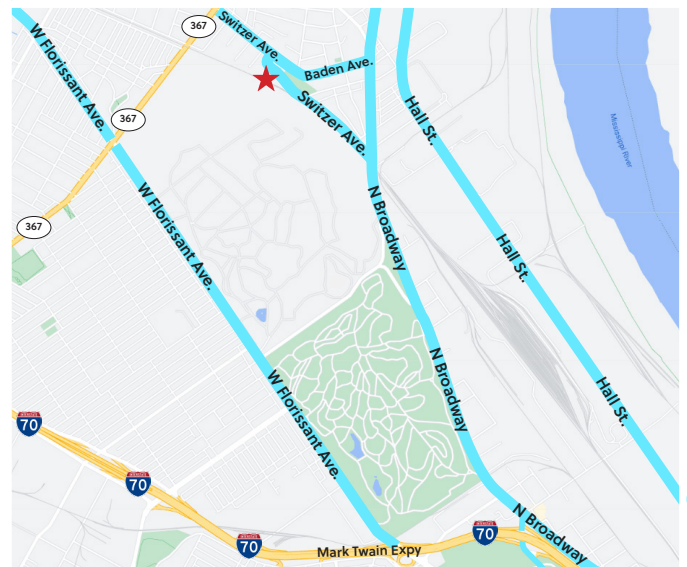 367
Switzer Ave.
W Florissant Ave.
Baden Ave.
367
Switzer Ave.
Hall St.
Mississippi River
W Florissant Ave.
N Broadway
367
Hall St.
W Florissant Ave.
N Broadway
Hall St.
70
70
N Broadway
70
70
Mark Twain Expy